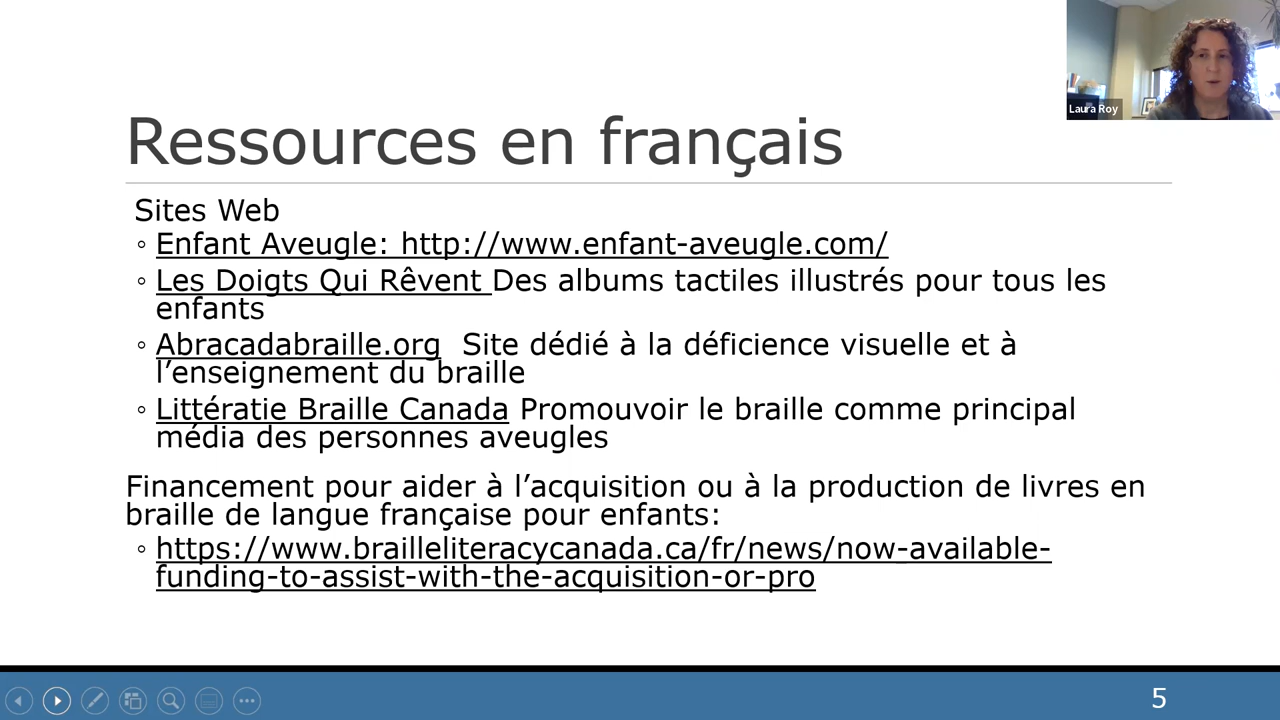 Laura Roy
Ressources en français
Sites Web
◦ Enfant Aveugle: http://www.enfant-aveugle.com/
◦ Les Doigts Qui Rêvent Des albums tactiles illustrés pour tous les
enfants
◦ Abracadabraille.org  Site dédié à la déficience visuelle et à
l’enseignement du braille
◦ Littératie Braille Canada Promouvoir le braille comme principal
média des personnes aveugles
Financement pour aider à l’acquisition ou à la production de livres en
braille de langue française pour enfants:
◦ https://www.brailleliteracycanada.ca/fr/news/now-available-
funding-to-assist-with-the-acquisition-or-pro
5